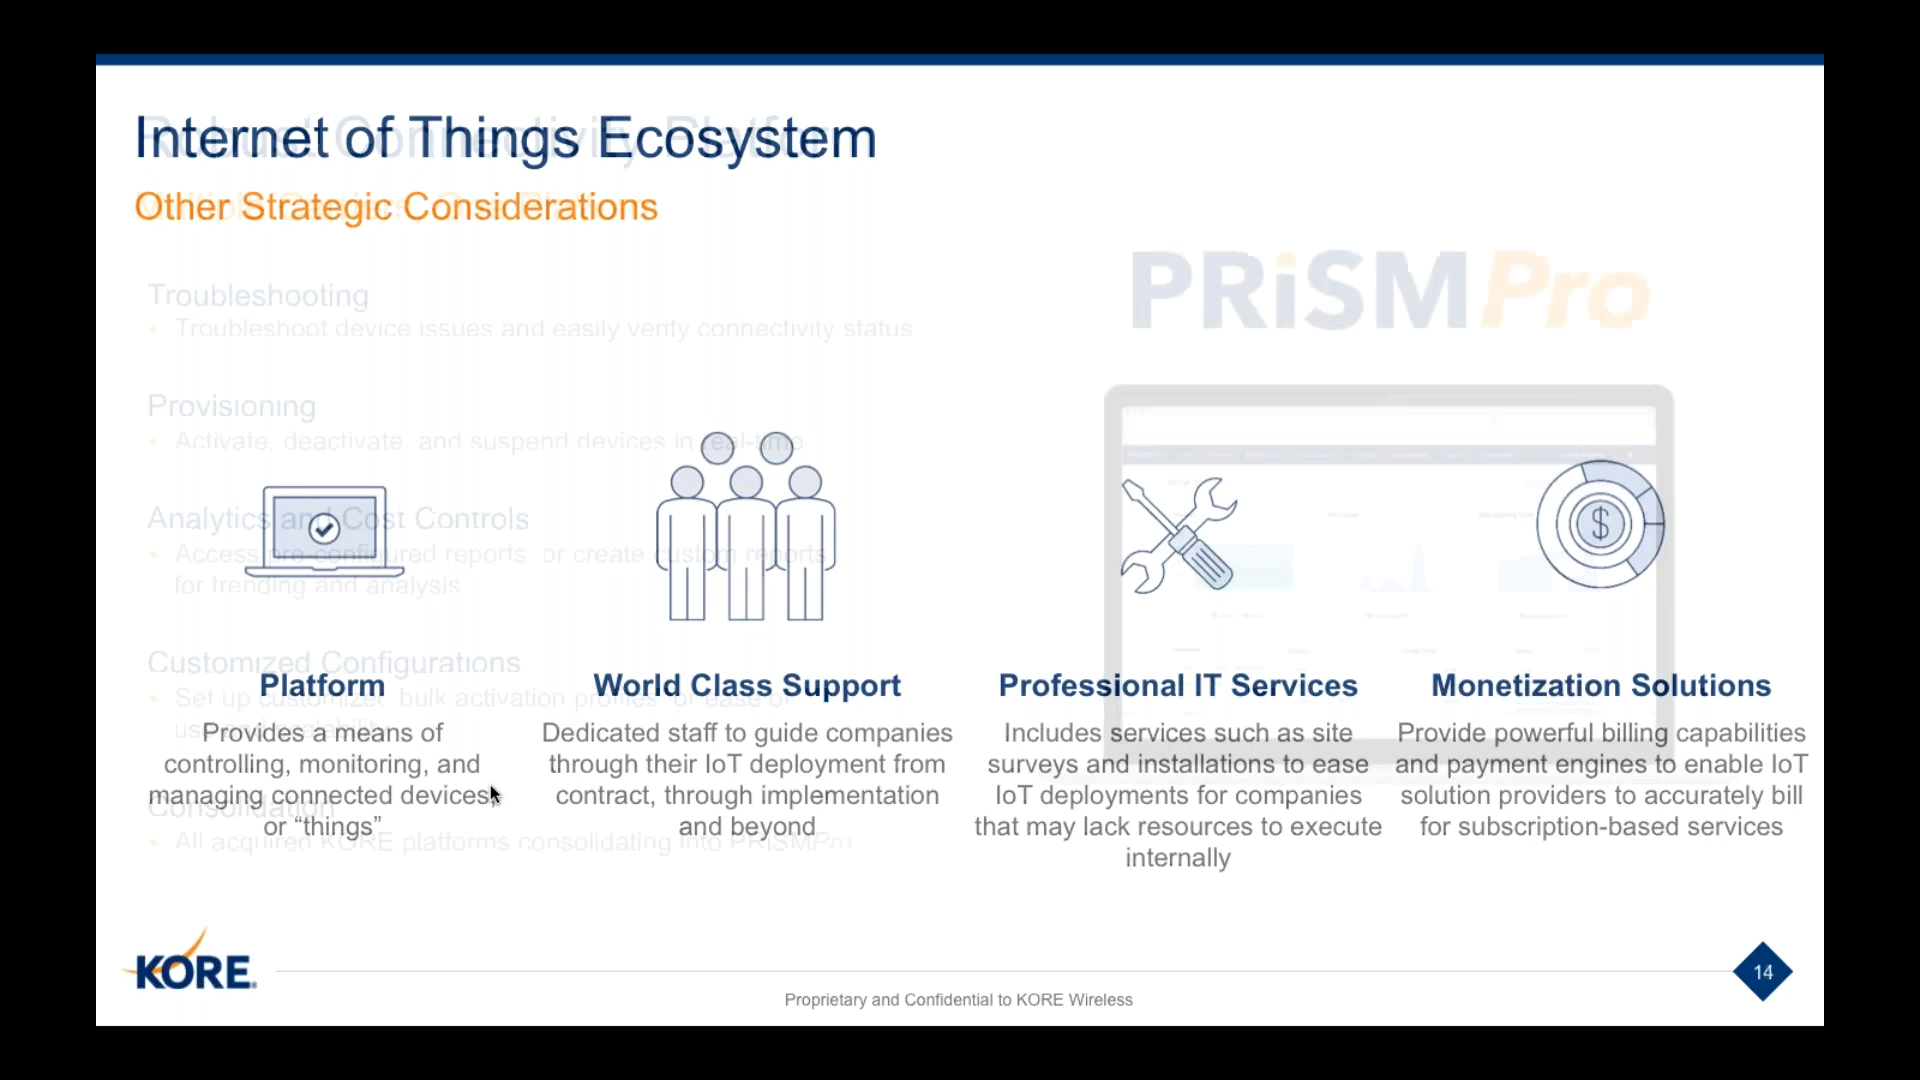 Internet of Things Ecosystem
Robust Connectivity
Other Strategic Considerations
PRiSMPro
Troubleshooting
• Troubleshoot device issues and easily verify connectivity status
Provisioning
• Activate, deactivate, and suspend devices in real-time
Analytics and Cost Controls
• Access pre-configured reports or create custom reports
for trending and analysis
Customized Configurations
• Set up customized bulk activation profiles for ease of
Consolidation
• All acquired KORE platforms consolidating into PRiSMPro
$
Platform
Provides a means of
controlling, monitoring, and
managing connected devices,
or “things”
World Class Support
Dedicated staff to guide companies
through their IoT deployment from
contract, through implementation
and beyond
Professional IT Services
Includes services such as site
surveys and installations to ease
IoT deployments for companies
that may lack resources to execute
internally
Monetization Solutions
Provide powerful billing capabilities
and payment engines to enable IoT
solution providers to accurately bill
for subscription-based services
KORE
Proprietary and Confidential to KORE Wireless
14